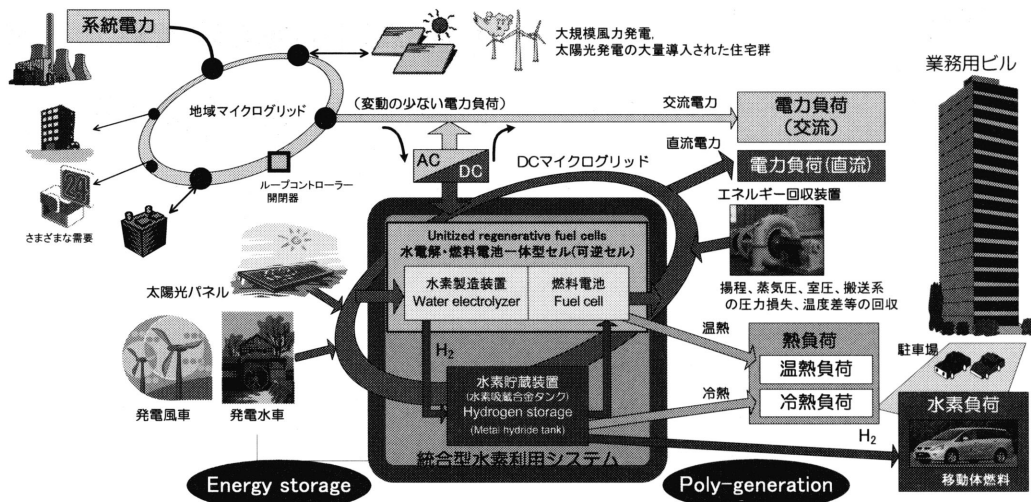 系統電力
大規模風力発電,
太陽光発電の大量導入された住宅群
業務用ビル
地域マイクログリッド
(変動の少ない電力負荷)
交流電力
電力負荷
(交流)
AC
DC
DCマイクログリッド
直流電力
電力負荷(直流)
24
ループコントローラー
開閉器
さまざまな需要
エネルギー回収装置
Unitized regenerative fuel cells
水電解・燃料電池一体型セル(可逆セル)
水素製造装置
Water electrolyzer
燃料電池
Fuel cell
揚程、蒸気圧、室圧、搬送系
の圧力損失、温度差等の回収
太陽光パネル
発電風車
発電水車
H2
温熱
熱負荷
温熱負荷
冷熱
冷熱負荷
駐車場
水素貯蔵装置
(水素吸蔵合金タンク)
Hydrogen storage
(Metal hydride tank)
統合型水素利用システム
H2
水素負荷
移動体燃料
Energy storage
Poly-generation